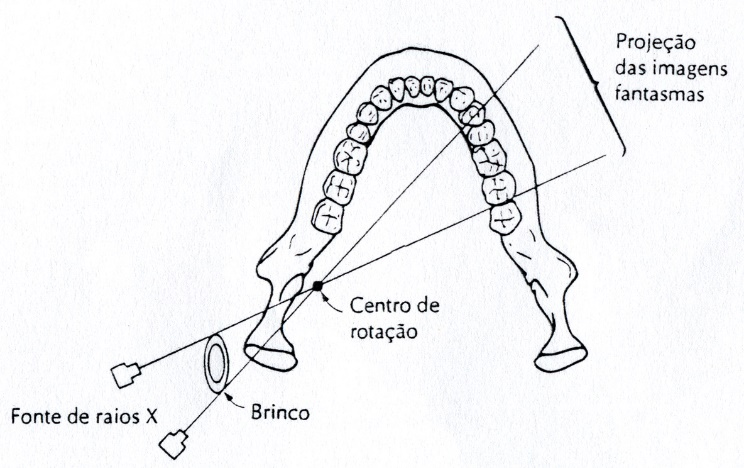 Projeção
das imagens
fantasmas
Centro de
rotação
Fonte de raios X
Brinco